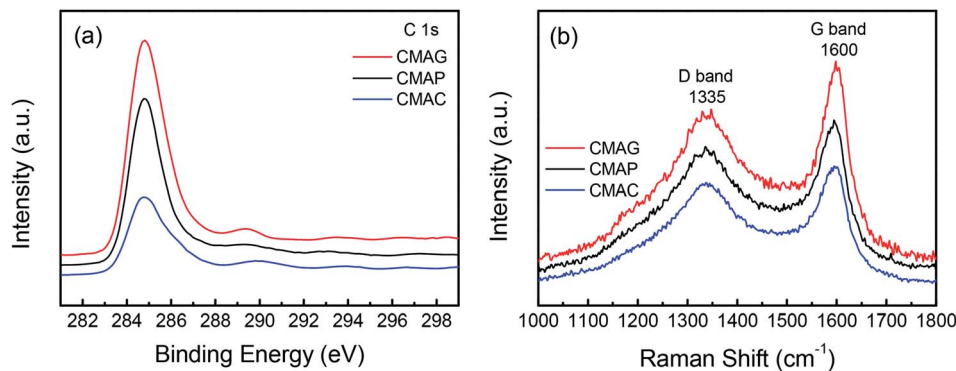 (a)
C 1s
CMAG
CMAP
CMAC
Intensity (a.u.)
282 284 286 288 290 292 294 296 298
Binding Energy (eV)
(b)
G band
1600
D band
1335
CMAG
CMAP
CMAC
Intensity (a.u.)
1000 1100 1200 1300 1400 1500 1600 1700 1800
Raman Shift (cm⁻¹)